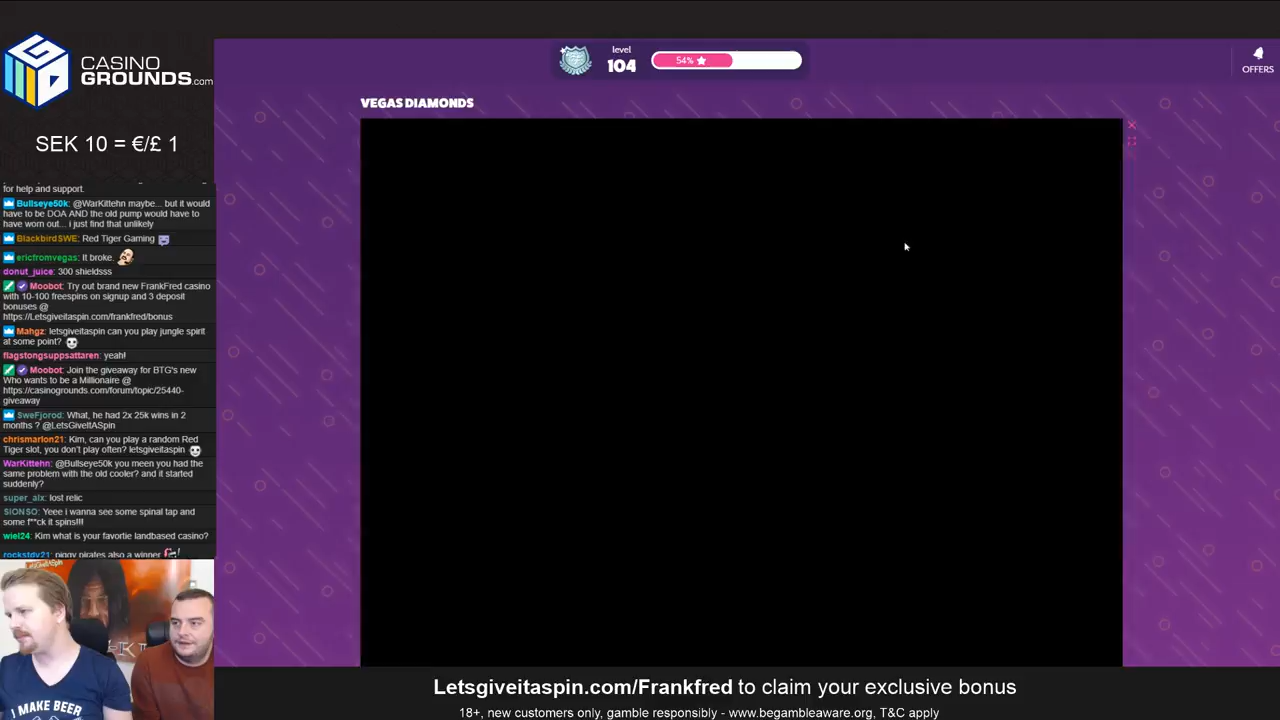 CASINO
GROUNDS.com
SEK 10 = €/£ 1
level
104
54%
OFFERS
VEGAS DIAMONDS
for help and support.
Bullseye50k: @WarKittehn maybe... but it would
have to be DOA AND the old pump would have to
have worn out... i just find that unlikely
BlackbirdSWE: Red Tiger Gaming
ericfromvegas: It broke.
donut_juice: 300 shieldsss
Moobot: Try out brand new FrankFred casino
with 10-100 freespins on signup and 3 deposit
bonuses @
https://Letsgiveitaspin.com/frankfred/bonus
Mahgz: letsgiveitaspin can you play jungle spirit
at some point?
flagstongsuppsattaren: yeah!
Moobot: Join the giveaway for BTG's new
Who wants to be a Millionaire @
https://casinogrounds.com/forum/topic/25440-
giveaway
SweFjorod: What, he had 2x 25k wins in 2
months ? @LetsGiveItASpin
chrismarlon21: Kim, can you play a random Red
Tiger slot, you don't play often? letsgiveitaspin
WarKittehn: @Bullseye50k you meen you had the
same problem with the old cooler? and it started
suddenly?
super_alx: lost relic
SIONSO: Yeee i wanna see some spinal tap and
some f**ck it spins!!!
wiel24: Kim what is your favortie landbased casino?
rockstdv21: piggy pirates also a winner
I MAKE BEER
Letsgiveitaspin.com/Frankfred to claim your exclusive bonus
18+, new customers only, gamble responsibly - www.begambleaware.org, T&C apply